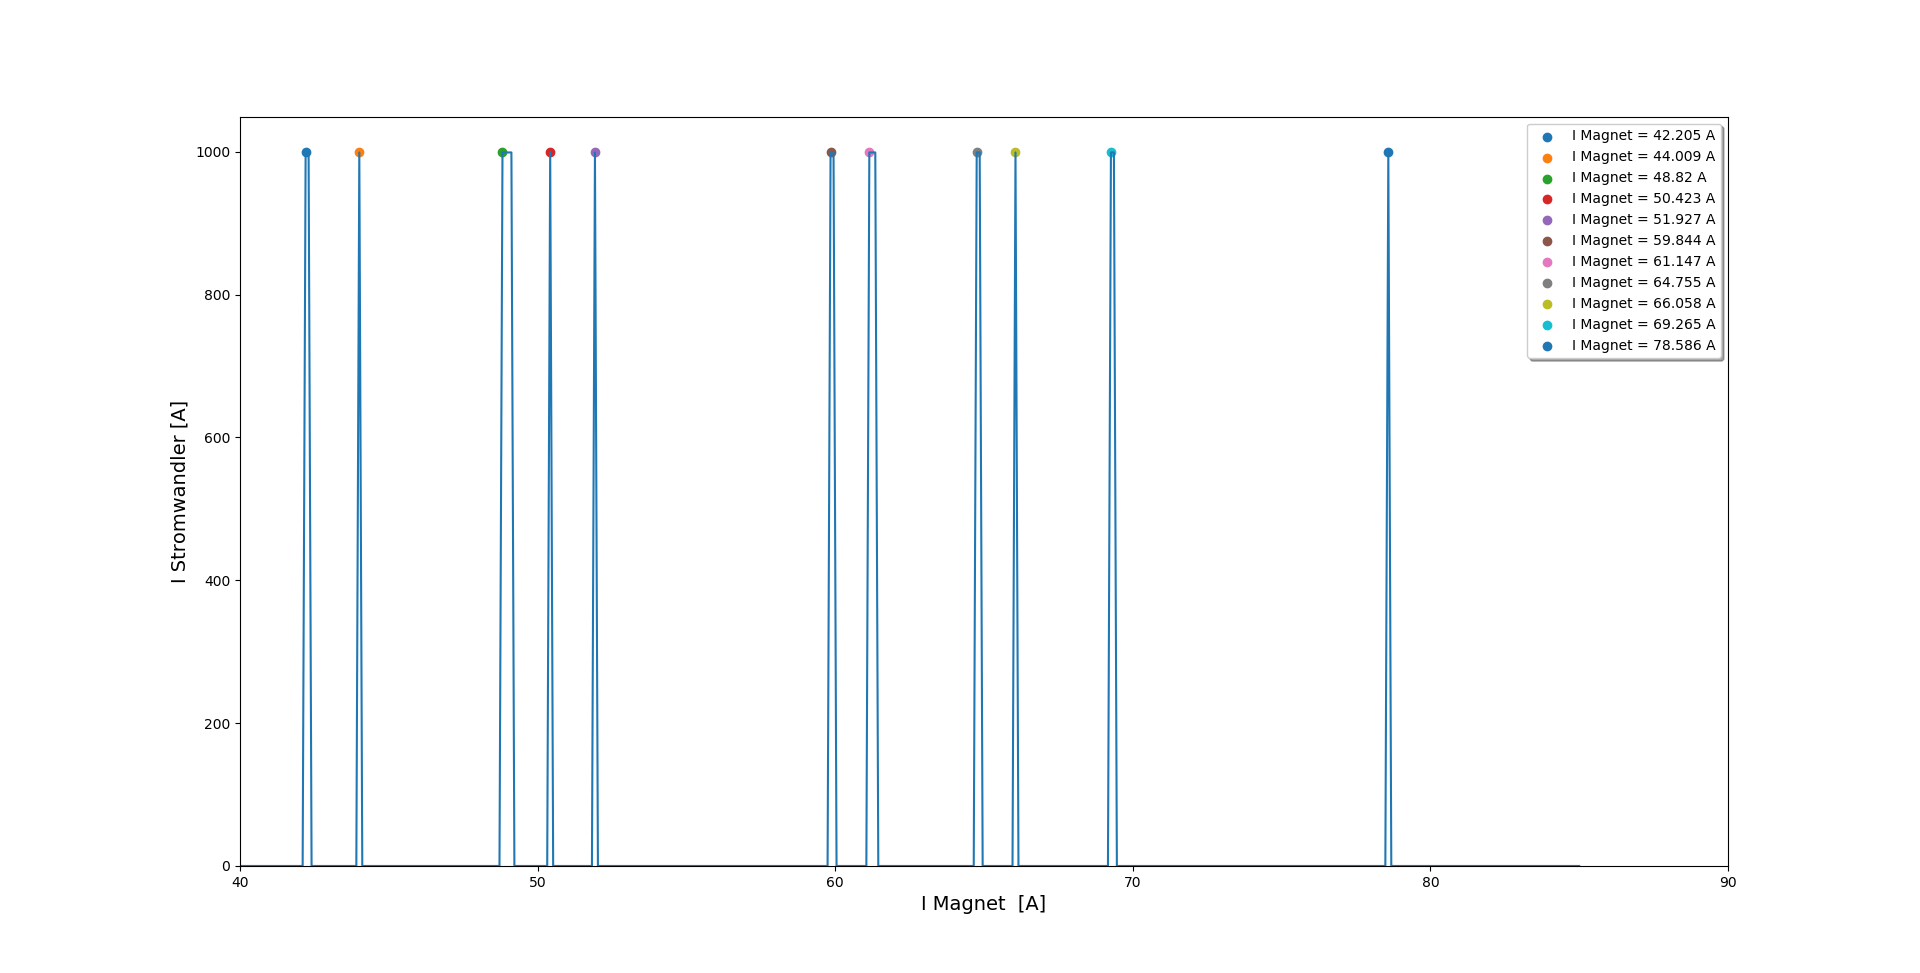 1000
800
600
400
200
0
I Stromwandler [A]
40 50 60 70 80 90
I Magnet  [A]
I Magnet = 42.205 A
I Magnet = 44.009 A
I Magnet = 48.82 A
I Magnet = 50.423 A
I Magnet = 51.927 A
I Magnet = 59.844 A
I Magnet = 61.147 A
I Magnet = 64.755 A
I Magnet = 66.058 A
I Magnet = 69.265 A
I Magnet = 78.586 A